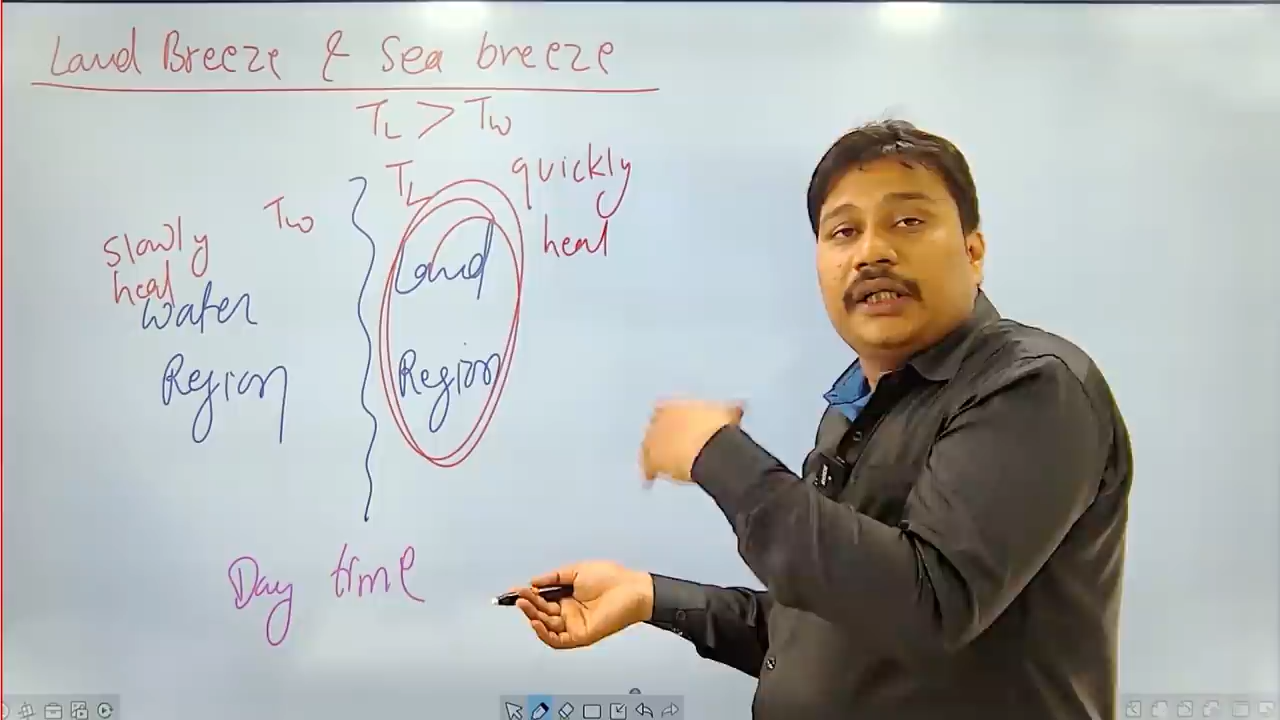 Land Breeze & Sea breeze
TL > Tw
TL
quickly
heat
Tw
Slowly
heat
water
Region
Land
Region
Day time